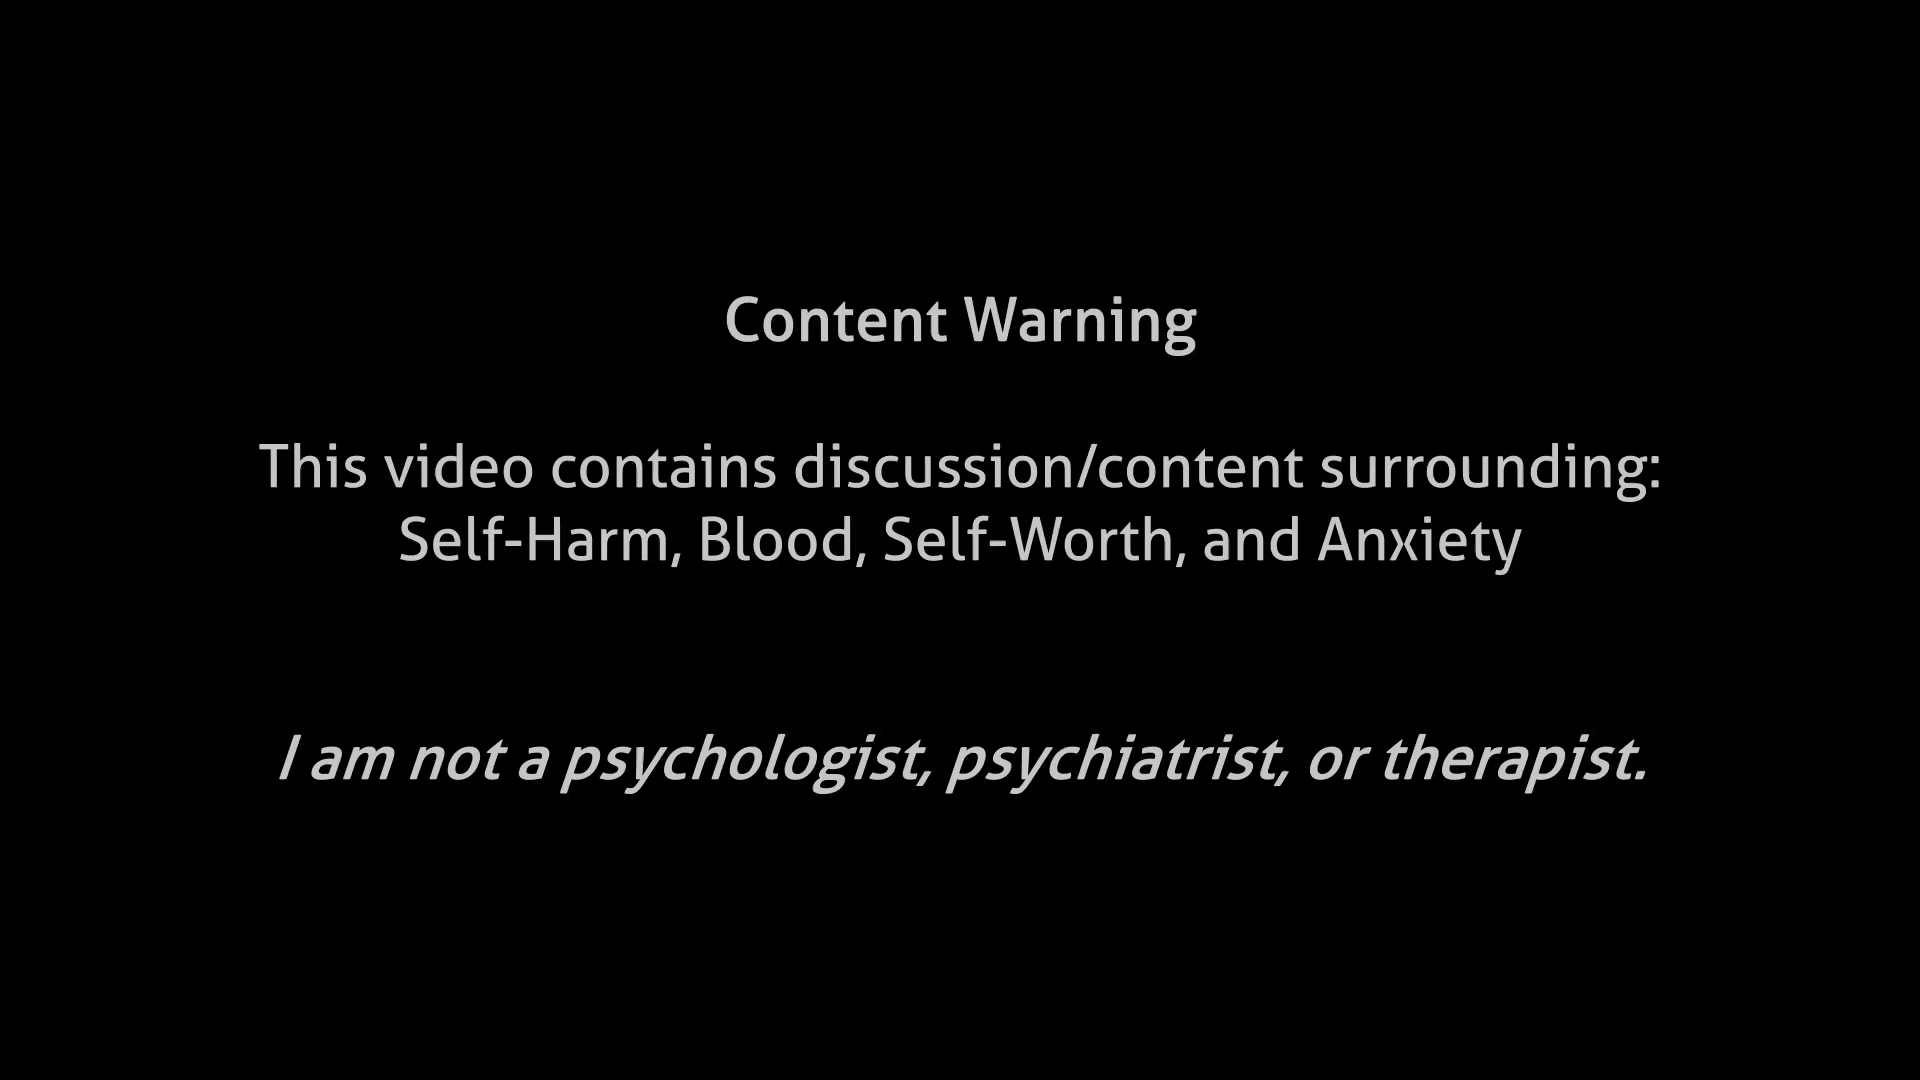 Content Warning
This video contains discussion/content surrounding:
Self-Harm, Blood, Self-Worth, and Anxiety
I am not a psychologist, psychiatrist, or therapist.